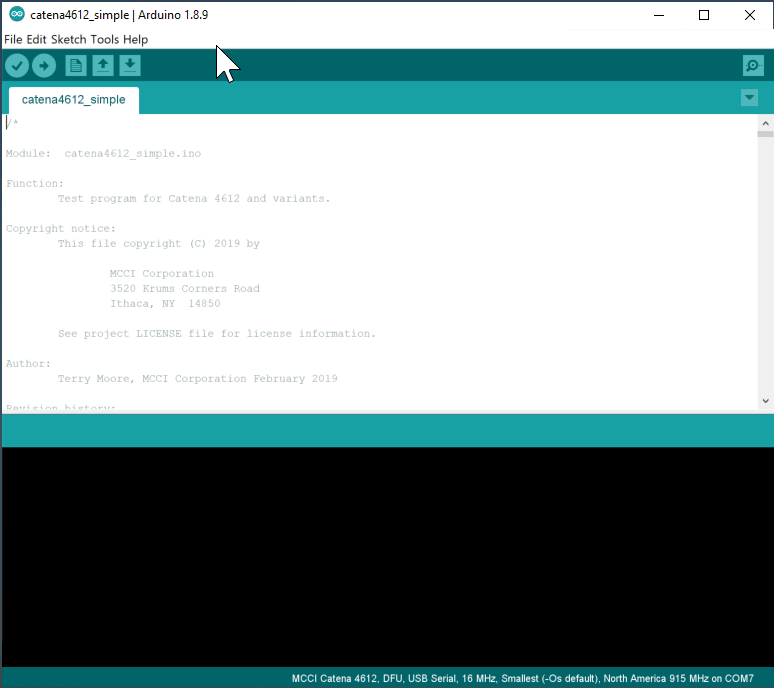 catena4612_simple | Arduino 1.8.9
File Edit Sketch Tools Help
catena4612_simple
/*
Module:  catena4612_simple.ino
Function:
Test program for Catena 4612 and variants.
Copyright notice:
This file copyright (C) 2019 by
MCCI Corporation
3520 Krums Corners Road
Ithaca, NY  14850
See project LICENSE file for license information.
Author:
Terry Moore, MCCI Corporation February 2019
Revision history:
MCCI Catena 4612, DFU, USB Serial, 16 MHz, Smallest (-Os default), North America 915 MHz on COM7